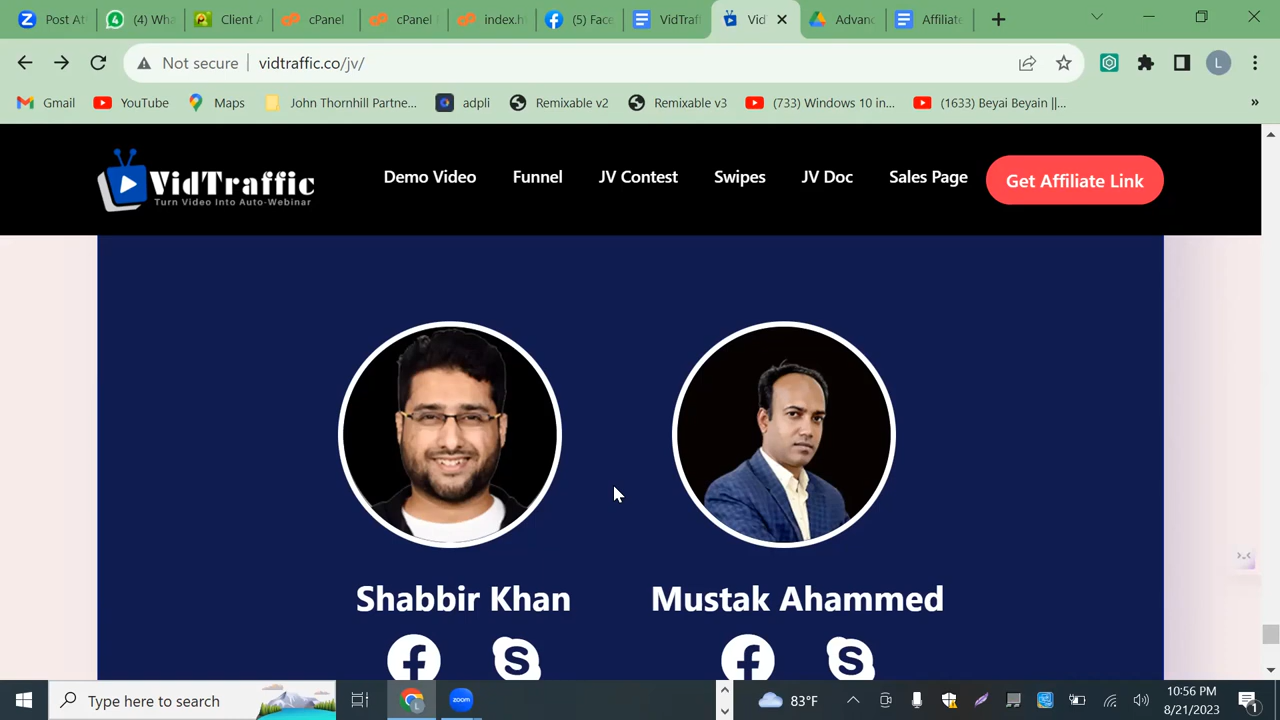 Post At
(4) Wha
Client A
cPanel
cPanel
index.h
(5) Face
VidTraf
Vid
Advanc
Affiliate
Not secure
vidtraffic.co/jv/
Gmail
YouTube
Maps
John Thornhill Partne...
adpli
Remixable v2
Remixable v3
(733) Windows 10 in...
(1633) Beyai Beyain ||...
VidTraffic
Turn Video Into Auto-Webinar
Demo Video
Funnel
JV Contest
Swipes
JV Doc
Sales Page
Get Affiliate Link
Shabbir Khan
Mustak Ahammed
Type here to search
zoom
83°F
10:56 PM
8/21/2023